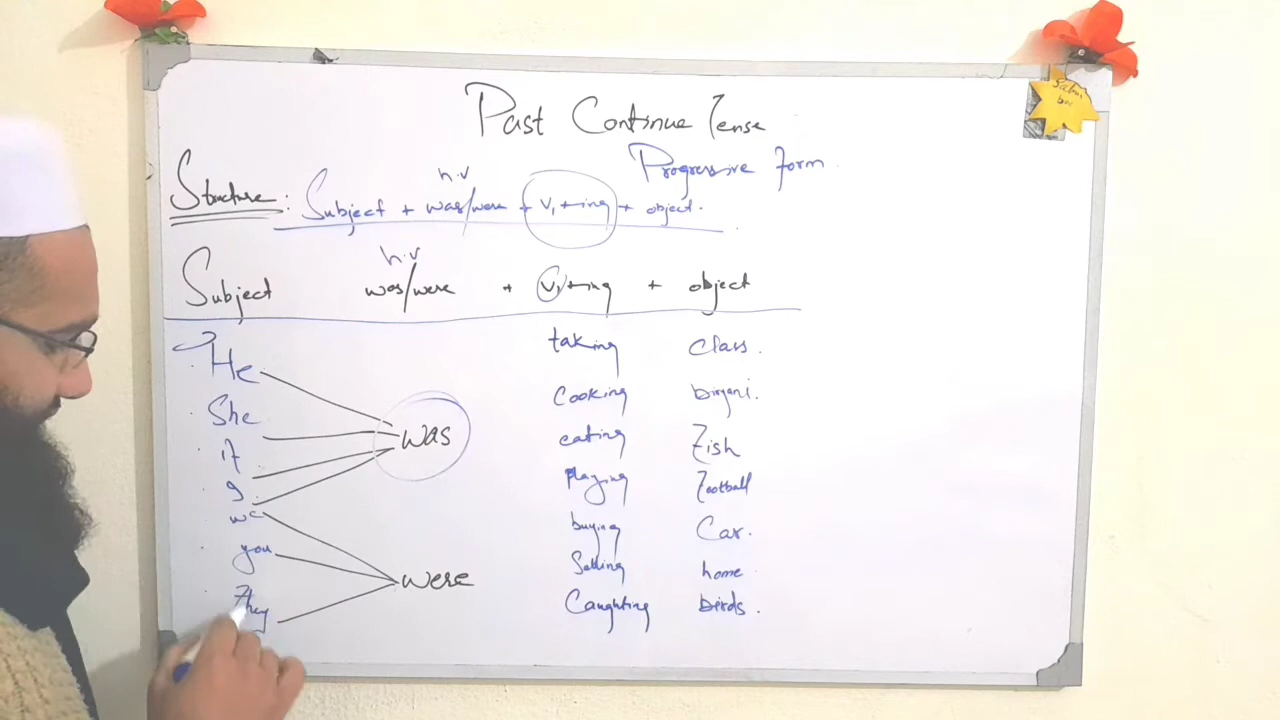 Past Continue Tense
Progressive Form
h.v
Structure: Subject + was/were + V1+ing + object.
h.v
Subject was/were + V1+ing + object
He taking Class.
She Cooking biryani.
was
it eating Fish
I Playing Football
we buying Car.
you Selling home
were
They Caughting birds.